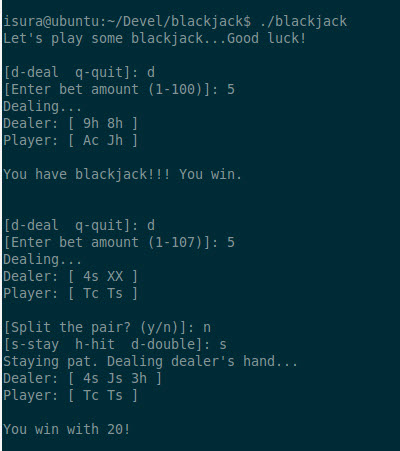 isura@ubuntu:~/Devel/blackjack$ ./blackjack
Let's play some blackjack...Good luck!
[d-deal  q-quit]: d
[Enter bet amount (1-100)]: 5
Dealing...
Dealer: [ 9h 8h ]
Player: [ Ac Jh ]
You have blackjack!!! You win.
[d-deal  q-quit]: d
[Enter bet amount (1-107)]: 5
Dealing...
Dealer: [ 4s XX ]
Player: [ Tc Ts ]
[Split the pair? (y/n)]: n
[s-stay  h-hit  d-double]: s
Staying pat. Dealing dealer's hand...
Dealer: [ 4s Js 3h ]
Player: [ Tc Ts ]
You win with 20!